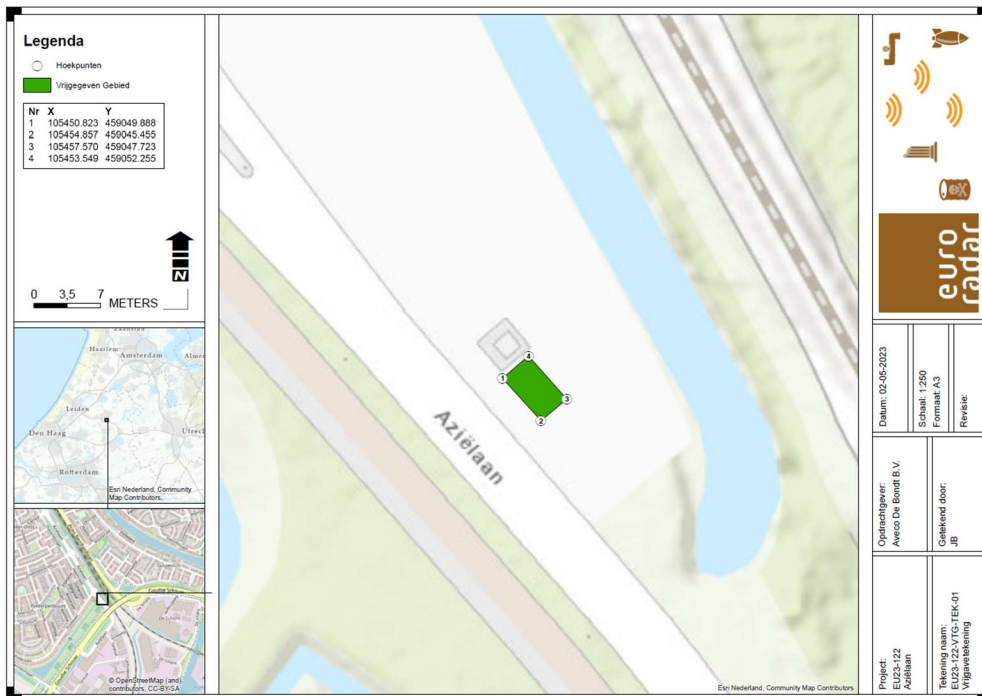 Legenda
Hoekpunten
Vrijgegeven Gebied
Nr X Y
1 105450.823 459049.888
2 105454.857 459045.455
3 105457.570 459047.723
4 105453.549 459052.255
N
0 3,5 7 METERS
Haarlem
Amsterdam
Leiden
Den Haag
Rotterdam
Esri Nederland, Community
Map Contributors.
© OpenStreetMap (and)
contributors, CC-BY-SA
4
1
3
2
Aziëlaan
Esri Nederland, Community Map Contributors
euro
radar
Datum: 02-05-2023
Schaal: 1:250
Formaat: A3
Revisie:
Opdrachtgever:
Aveco De Bondt B.V.
Getekend door:
JB
Project:
EU23-122
Aziëlaan
Tekening naam:
EU23-122-VTG-TEK-01
Vrijgavetekening